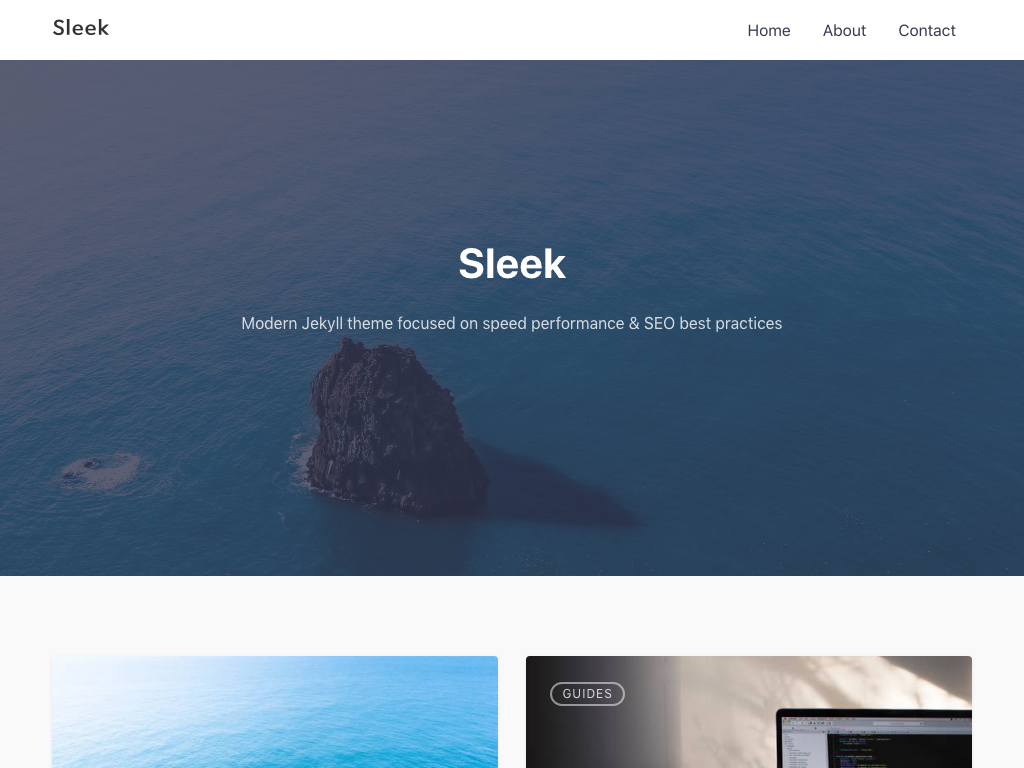 Sleek
Home About Contact
Sleek
Modern Jekyll theme focused on speed performance & SEO best practices
GUIDES